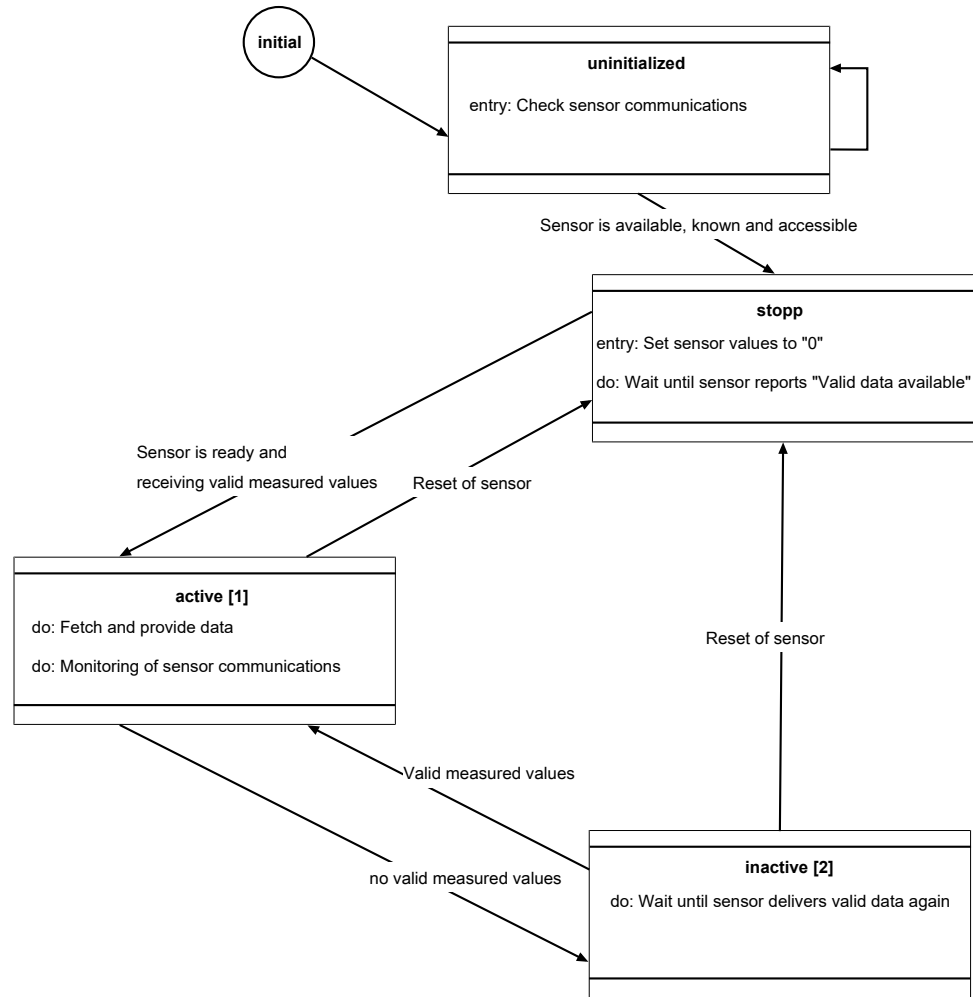 initial
uninitialized
entry: Check sensor communications
Sensor is available, known and accessible
stopp
entry: Set sensor values to "0"
do: Wait until sensor reports "Valid data available"
Sensor is ready and
receiving valid measured values
Reset of sensor
active [1]
do: Fetch and provide data
do: Monitoring of sensor communications
Reset of sensor
Valid measured values
no valid measured values
inactive [2]
do: Wait until sensor delivers valid data again